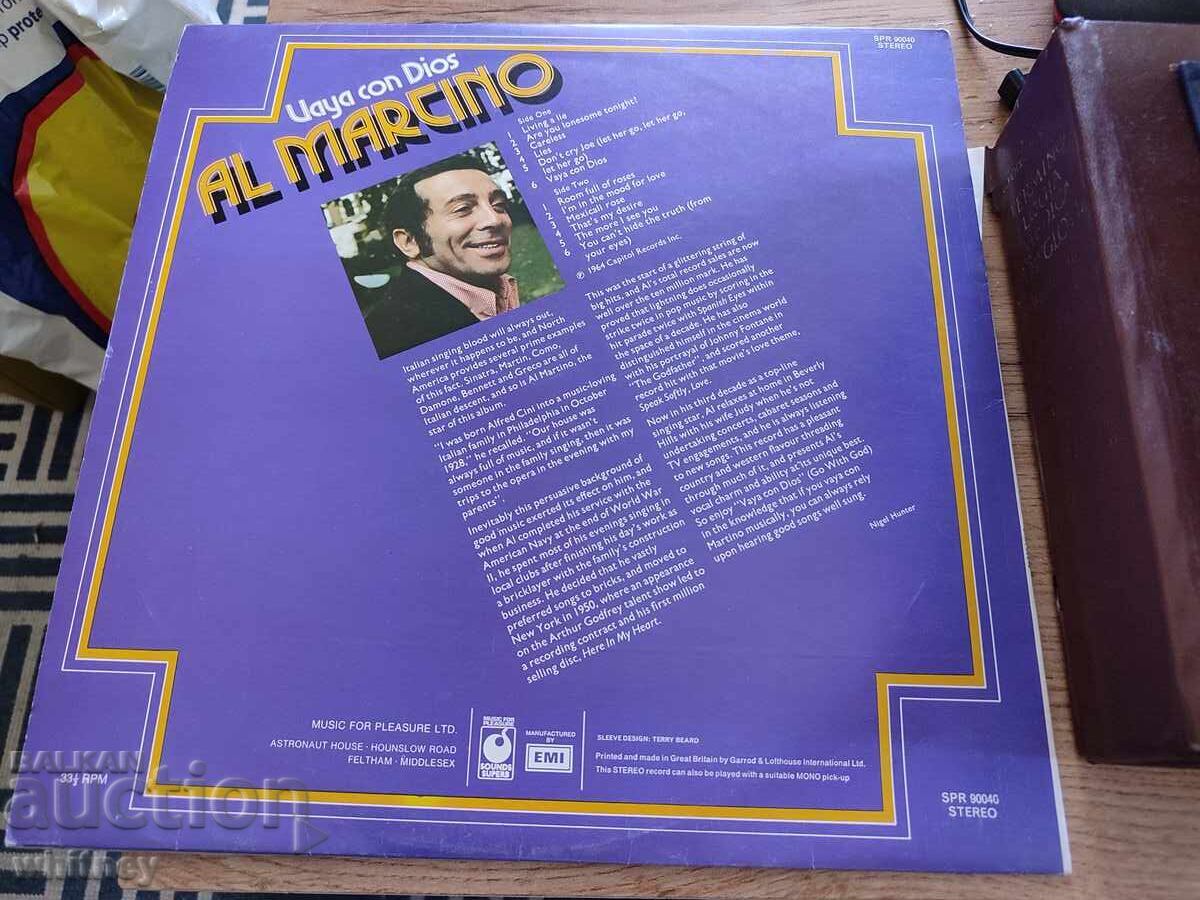 p prote
SPR 90040
STEREO
Vaya con Dios
AL MARCINO
Side One
1 Living a lie
2 Are you lonesome tonight?
3 Careless
4 Lies
5 Don't cry Joe (let her go, let her go,
let her go)
6 Vaya con Dios
Side Two
1 Room full of roses
2 I'm in the mood for love
3 Mexicali rose
4 That's my desire
5 The more I see you
6 You can't hide the truth (from
your eyes)
℗ 1964 Capitol Records Inc.
Italian singing blood will always out,
wherever it happens to be, and North
America provides several prime examples
of this fact. Sinatra, Martin, Como,
Damone, Bennett and Greco are all of
Italian descent, and so is Al Martino, the
star of this album.
"I was born Alfred Cini into a music-loving
Italian family in Philadelphia in October
1928," he recalled. "Our house was
always full of music, and if it wasn't
someone in the family singing, then it was
trips to the opera in the evening with my
parents".
Inevitably this persuasive background of
good music exerted its effect on him, and
when Al completed his service with the
American Navy at the end of World War
II, he spent most of his evenings singing in
local clubs after finishing his day's work as
a bricklayer with the family's construction
business. He decided that he vastly
preferred songs to bricks, and moved to
New York in 1950, where an appearance
on the Arthur Godfrey talent show led to
a recording contract and his first million
selling disc, Here In My Heart.
This was the start of a glittering string of
big hits, and Al's total record sales are now
well over the ten million mark. He has
proved that lightning does occasionally
strike twice in pop music by scoring in the
hit parade twice with Spanish Eyes within
the space of a decade. He has also
distinguished himself in the cinema world
with his portrayal of Johnny Fontane in
"The Godfather", and scored another
record his with that movie's love theme,
Speak Softly, Love.
Now in his third decade as a top-line
singing star, Al relaxes at home in Beverly
Hills with his wife Judy when he's not
undertaking concerts, cabaret seasons and
TV engagements, and he is always listening
to new songs. This record has a pleasant
country and western flavour threading
through much of it, and presents Al's
vocal charm and ability at its unique best.
So enjoy "Vaya con Dios" (Go With God)
in the knowledge that if you vaya con
Martino musically, you can always rely
upon hearing good songs well sung.
Nigel Hunter
MUSIC FOR PLEASURE LTD.
ASTRONAUT HOUSE · HOUNSLOW ROAD
FELTHAM · MIDDLESEX
MUSIC FOR
PLEASURE
SOUNDS
SUPERB
MANUFACTURED
BY
EMI
SLEEVE DESIGN: TERRY BEARD
Printed and made in Great Britain by Garrod & Lofthouse International Ltd.
This STEREO record can also be played with a suitable MONO pick-up
33⅓ RPM
SPR 90040
STEREO
BALKAN
auction
whitney